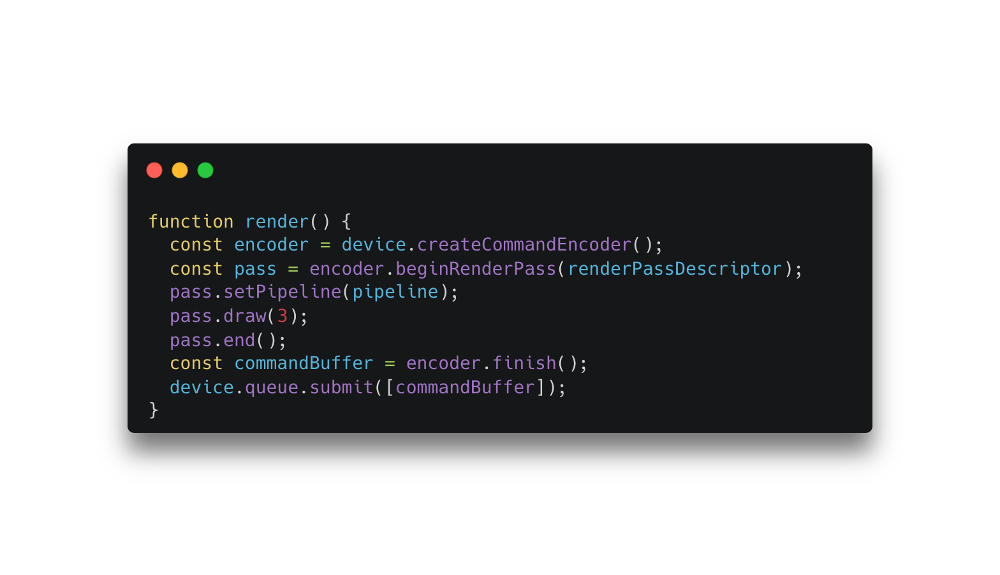 function render() {
  const encoder = device.createCommandEncoder();
  const pass = encoder.beginRenderPass(renderPassDescriptor);
  pass.setPipeline(pipeline);
  pass.draw(3);
  pass.end();
  const commandBuffer = encoder.finish();
  device.queue.submit([commandBuffer]);
}